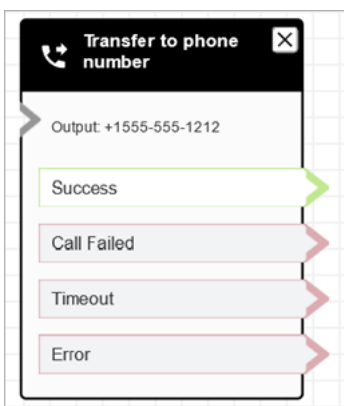 Transfer to phone
number
Output: +1555-555-1212
Success
Call Failed
Timeout
Error